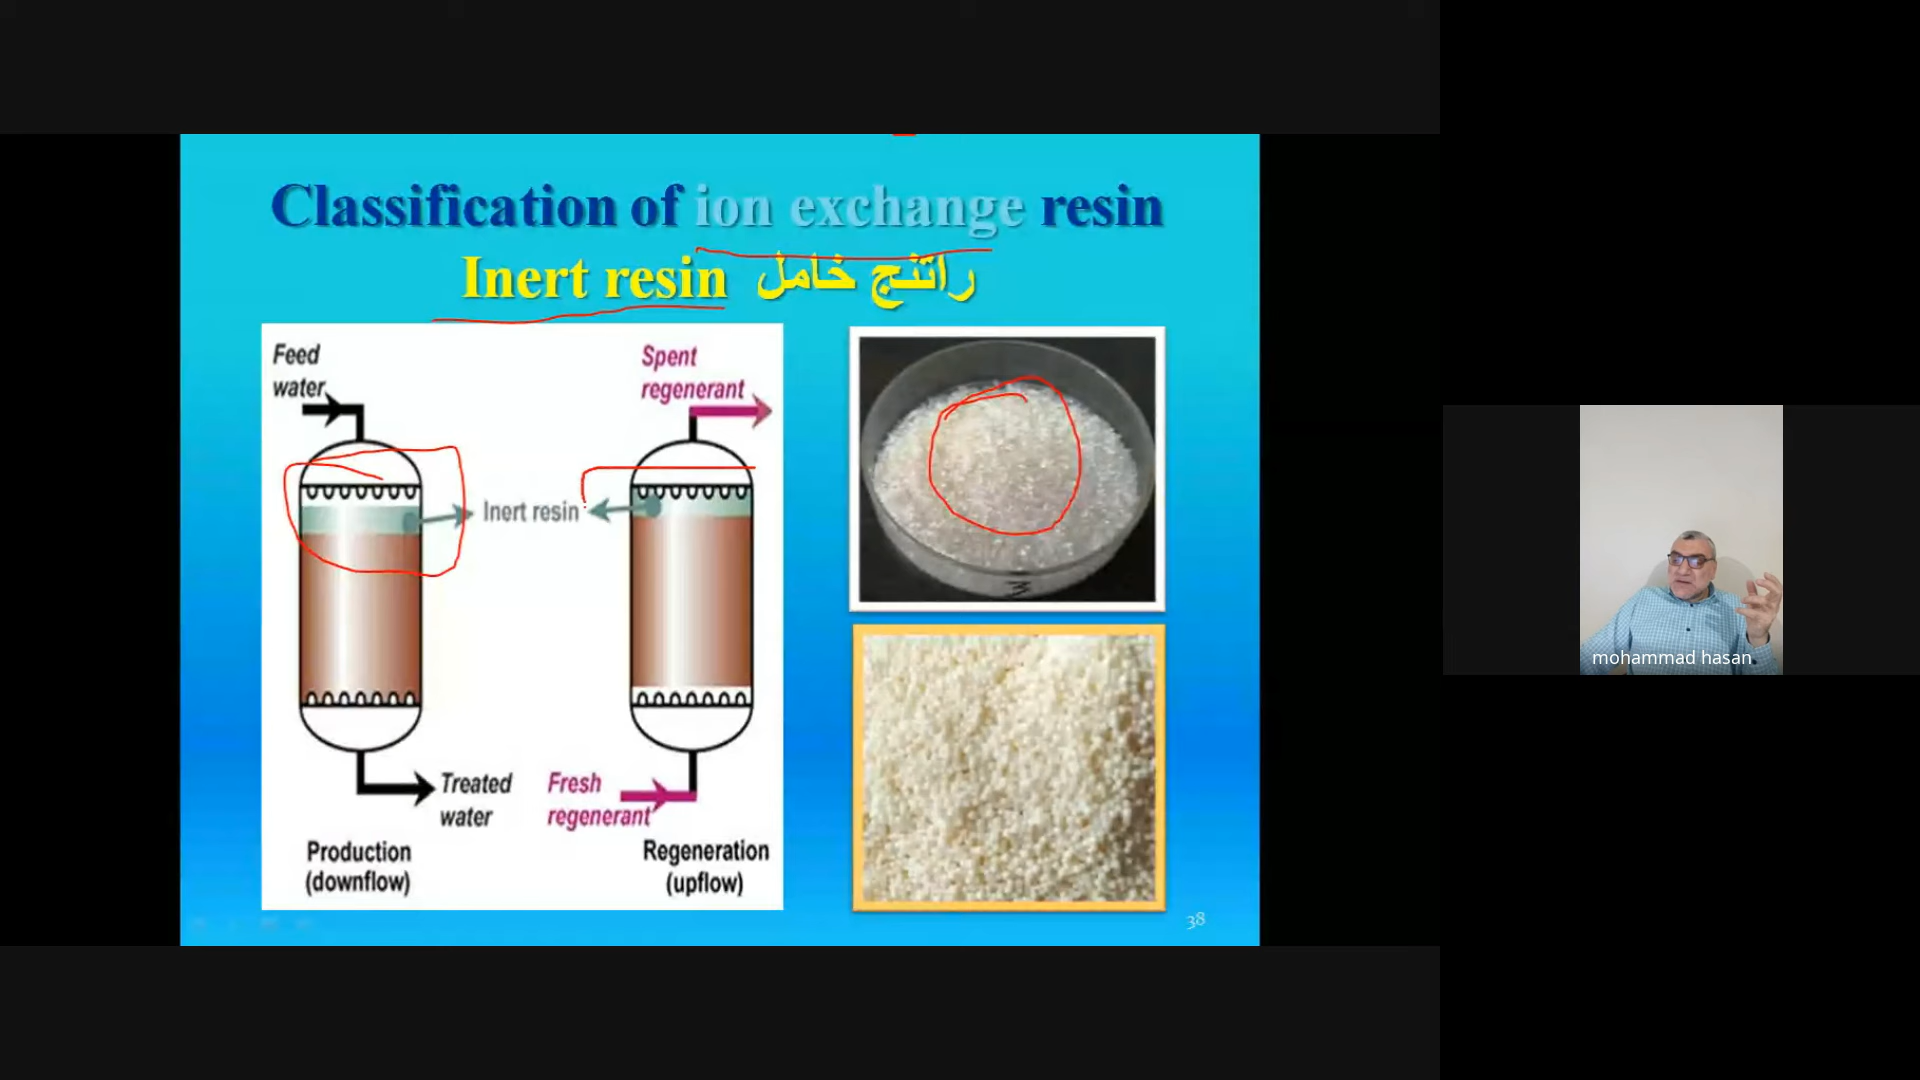 Classification of ion exchange resin
Inert resin راتنج خامل
Feed
water
Spent
regenerant
Inert resin
Treated
water
Fresh
regenerant
Production
(downflow)
Regeneration
(upflow)
38
mohammad hasan